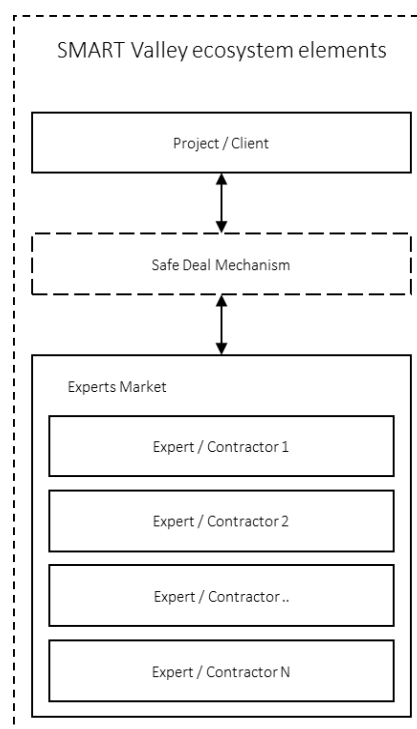 SMART Valley ecosystem elements
Project / Client
Safe Deal Mechanism
Experts Market
Expert / Contractor 1
Expert / Contractor 2
Expert / Contractor ..
Expert / Contractor N